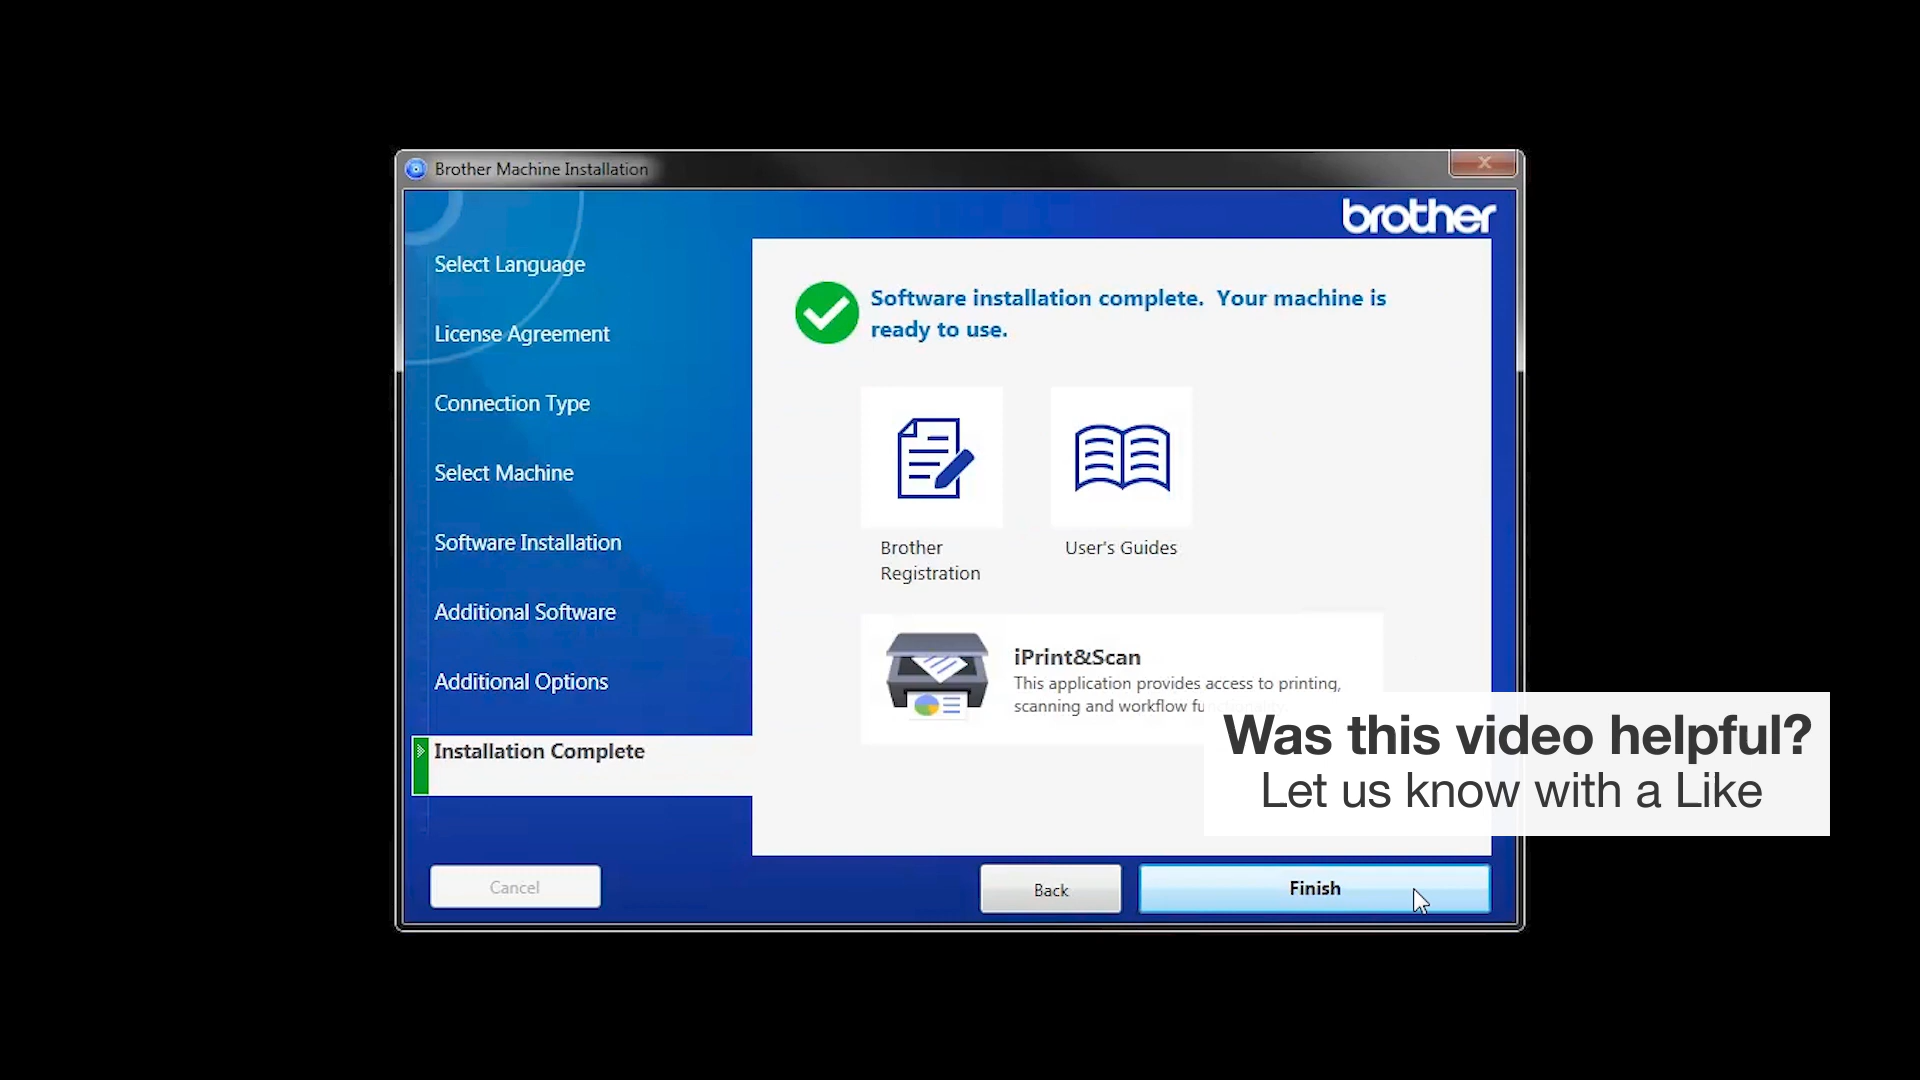 Brother Machine Installation
brother
Select Language
License Agreement
Connection Type
Select Machine
Software Installation
Additional Software
Additional Options
Installation Complete
Software installation complete. Your machine is
ready to use.
Brother
Registration
User's Guides
iPrint&Scan
This application provides access to printing,
scanning and workflow functionality.
Was this video helpful?
Let us know with a Like
Cancel
Back
Finish